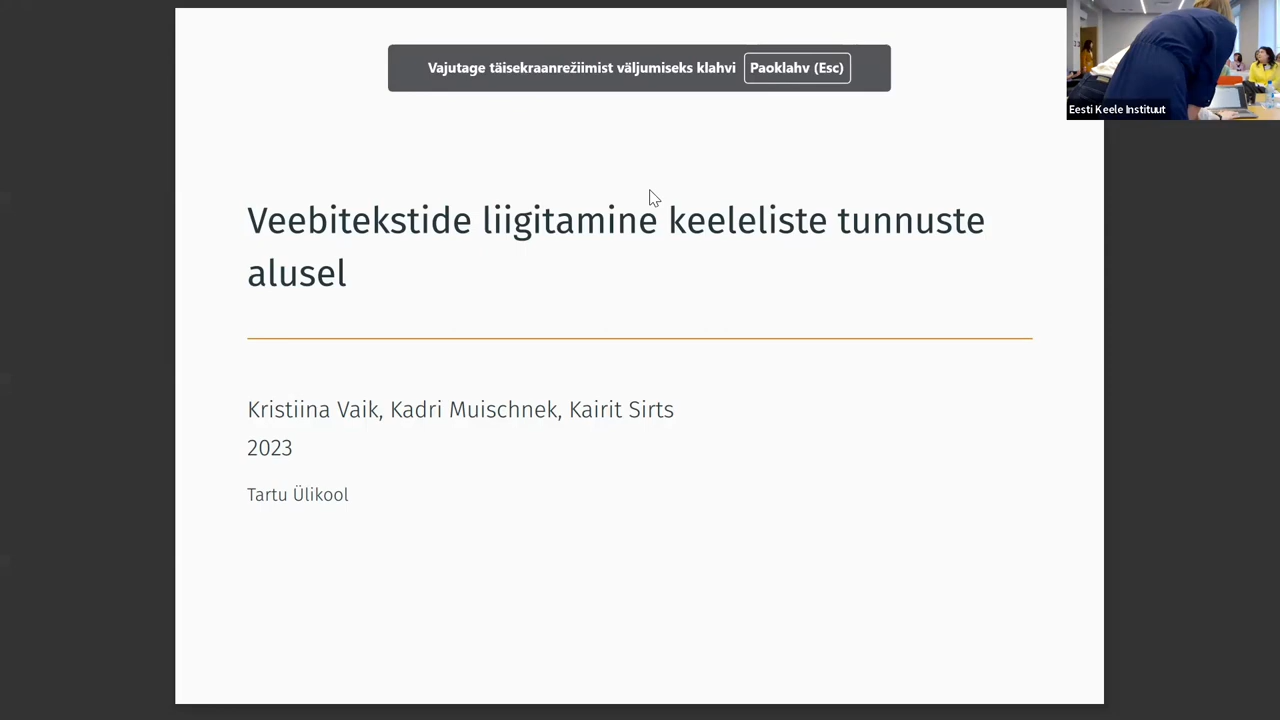 Vajutage täisekraanrežiimist väljumiseks klahvi Paoklahv (Esc)
Eesti Keele Instituut
Veebitekstide liigitamine keeleliste tunnuste
alusel
Kristiina Vaik, Kadri Muischnek, Kairit Sirts
2023
Tartu Ülikool